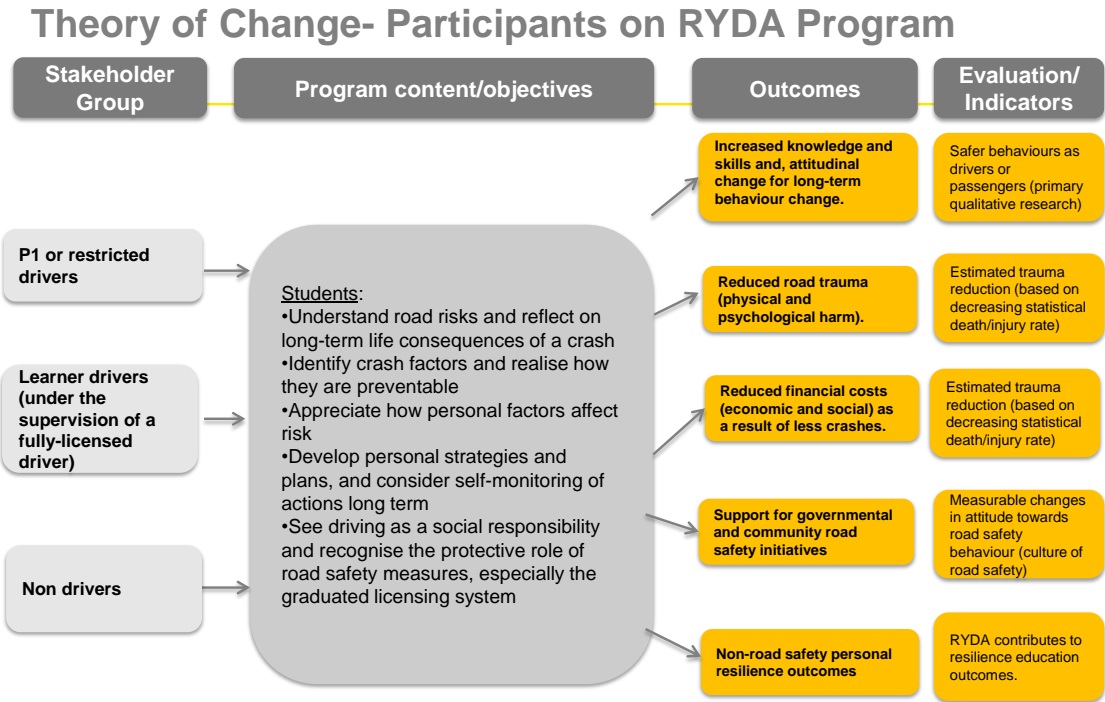 Theory of Change- Participants on RYDA Program
Stakeholder
Group
Program content/objectives
Outcomes
Evaluation/
Indicators
P1 or restricted
drivers
Learner drivers
(under the
supervision of a
fully-licensed
driver)
Non drivers
Students:
•Understand road risks and reflect on
long-term life consequences of a crash
•Identify crash factors and realise how
they are preventable
•Appreciate how personal factors affect
risk
•Develop personal strategies and
plans, and consider self-monitoring of
actions long term
•See driving as a social responsibility
and recognise the protective role of
road safety measures, especially the
graduated licensing system
Increased knowledge and
skills and, attitudinal
change for long-term
behaviour change.
Safer behaviours as
drivers or
passengers (primary
qualitative research)
Reduced road trauma
(physical and
psychological harm).
Estimated trauma
reduction (based on
decreasing statistical
death/injury rate)
Reduced financial costs
(economic and social) as
a result of less crashes.
Estimated trauma
reduction (based on
decreasing statistical
death/injury rate)
Support for governmental
and community road
safety initiatives
Measurable changes
in attitude towards
road safety
behaviour (culture of
road safety)
Non-road safety personal
resilience outcomes
RYDA contributes to
resilience education
outcomes.